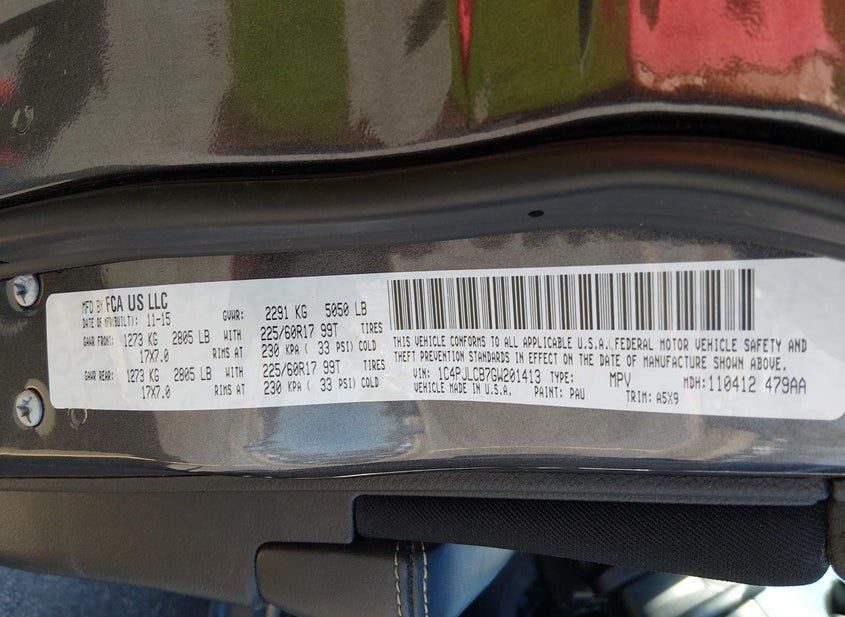 MFD BY FCA US LLC
DATE OF MFR(BUILT): 11-15 GVWR: 2291 KG 5050 LB
GAWR FRONT: 1273 KG 2805 LB WITH 225/60R17 99T TIRES
17X7.0 RIMS AT 230 KPA ( 33 PSI) COLD
GAWR REAR: 1273 KG 2805 LB WITH 225/60R17 99T TIRES
17X7.0 RIMS AT 230 KPA ( 33 PSI) COLD
THIS VEHICLE CONFORMS TO ALL APPLICABLE U.S.A. FEDERAL MOTOR VEHICLE SAFETY AND
THEFT PREVENTION STANDARDS IN EFFECT ON THE DATE OF MANUFACTURE SHOWN ABOVE.
VIN: 1C4PJLCB7GW201413 TYPE: MPV MDH: 110412 479AA
VEHICLE MADE IN U.S.A. PAINT: PAU TRIM: A5X9